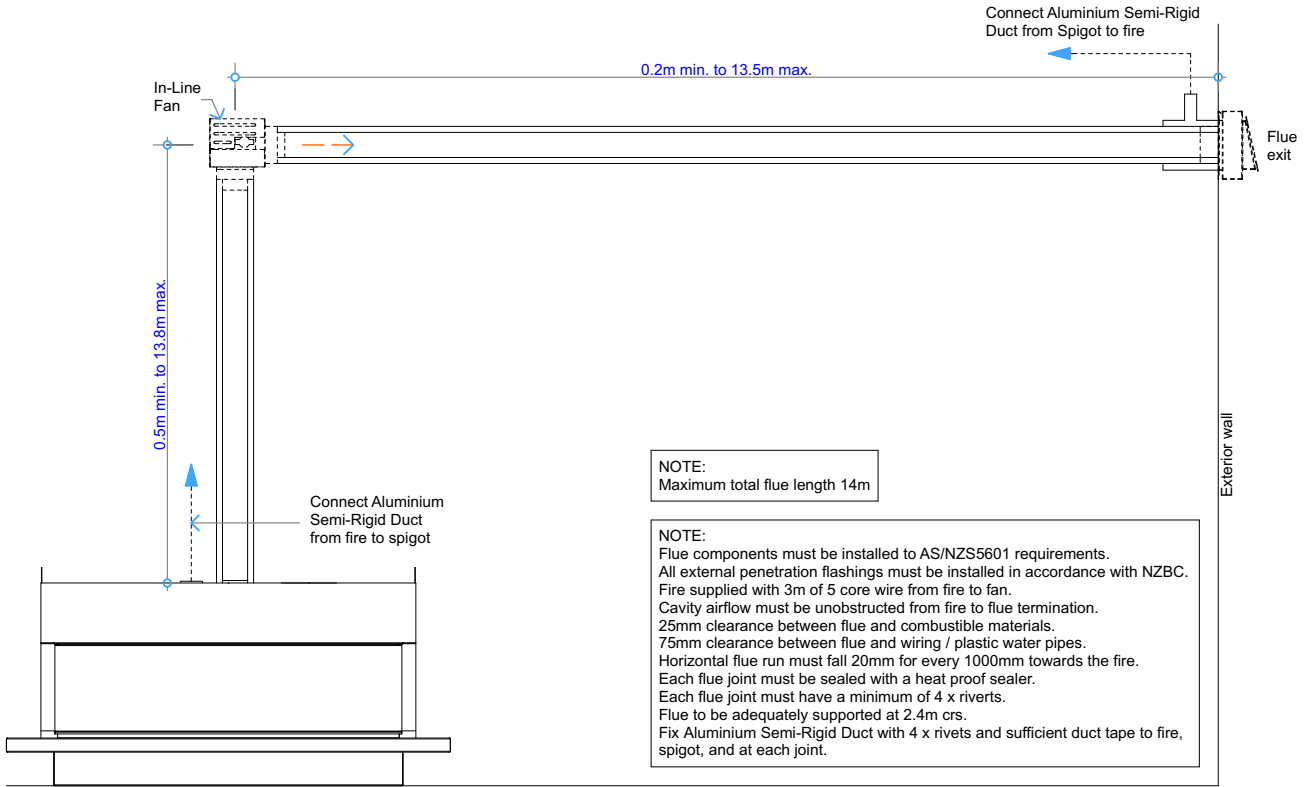 Connect Aluminium Semi-Rigid
Duct from Spigot to fire
0.2m min. to 13.5m max.
In-Line
Fan
Flue
exit
0.5m min. to 13.8m max.
Exterior wall
Connect Aluminium
Semi-Rigid Duct
from fire to spigot
NOTE:
Maximum total flue length 14m
NOTE:
Flue components must be installed to AS/NZS5601 requirements.
All external penetration flashings must be installed in accordance with NZBC.
Fire supplied with 3m of 5 core wire from fire to fan.
Cavity airflow must be unobstructed from fire to flue termination.
25mm clearance between flue and combustible materials.
75mm clearance between flue and wiring / plastic water pipes.
Horizontal flue run must fall 20mm for every 1000mm towards the fire.
Each flue joint must be sealed with a heat proof sealer.
Each flue joint must have a minimum of 4 x riverts.
Flue to be adequately supported at 2.4m crs.
Fix Aluminium Semi-Rigid Duct with 4 x rivets and sufficient duct tape to fire,
spigot, and at each joint.